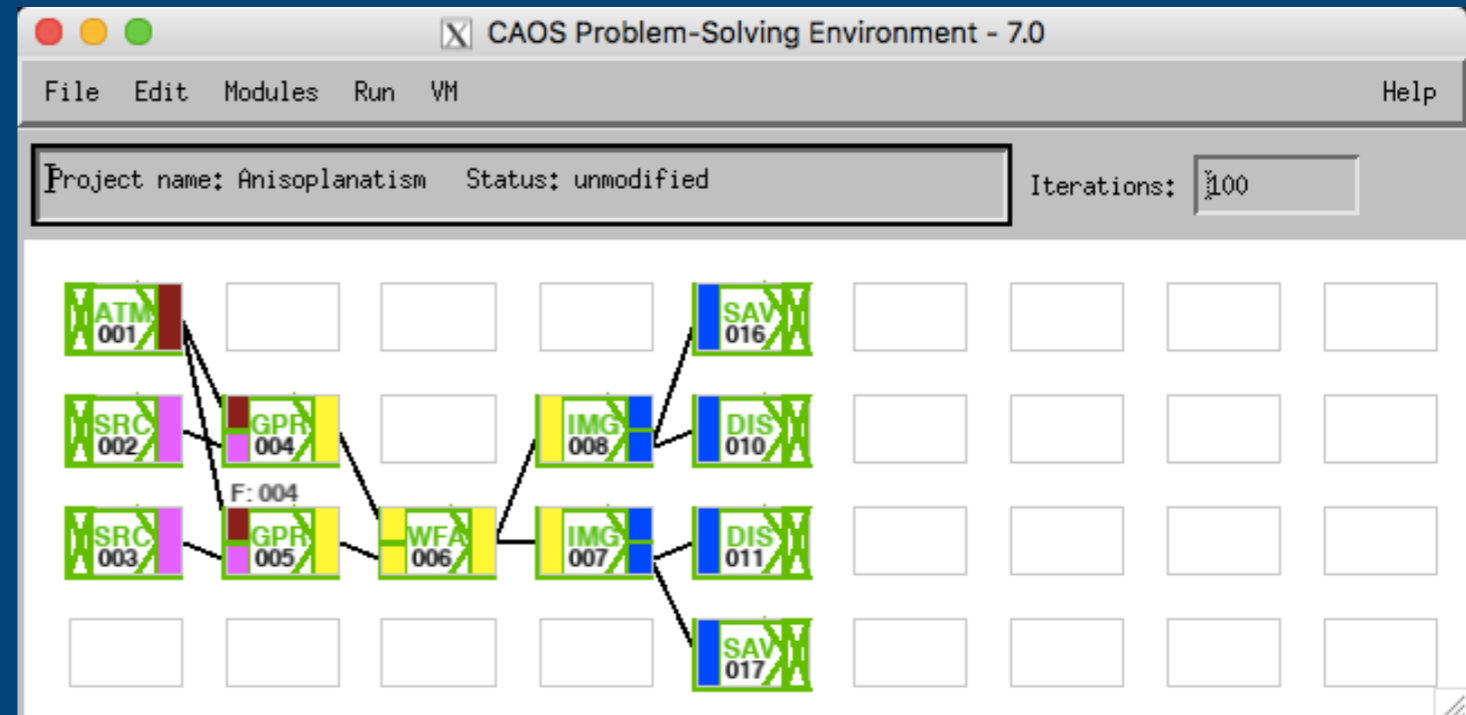 CAOS Problem-Solving Environment - 7.0
File Edit Modules Run VM Help
Project name: Anisoplanatism Status: unmodified Iterations: 100
ATM
001
SAV
016
SRC
002
GPR
004
IMG
008
DIS
010
F: 004
SRC
003
GPR
005
WFA
006
IMG
007
DIS
011
SAV
017